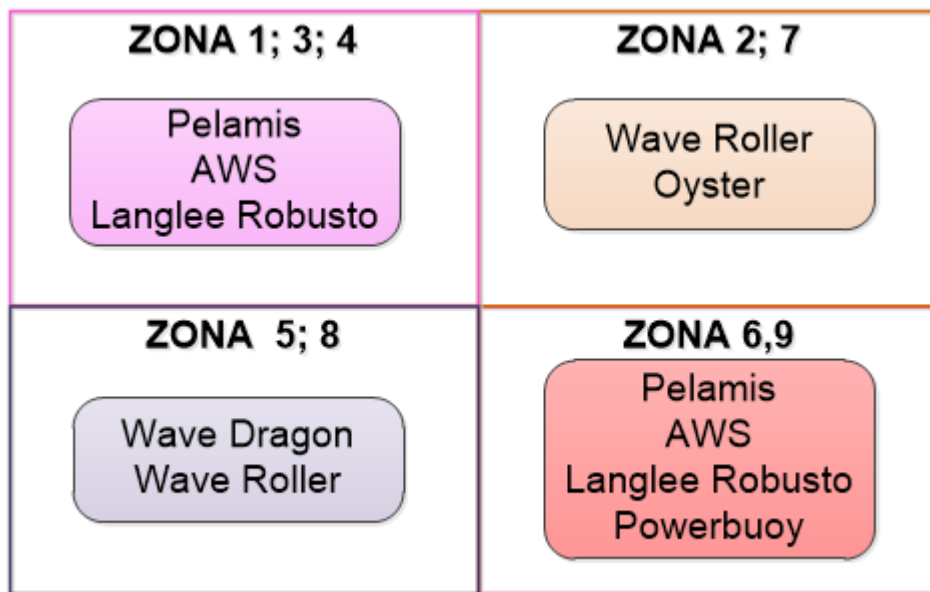 ZONA 1; 3; 4
Pelamis
AWS
Langlee Robusto
ZONA 2; 7
Wave Roller
Oyster
ZONA 5; 8
Wave Dragon
Wave Roller
ZONA 6,9
Pelamis
AWS
Langlee Robusto
Powerbuoy